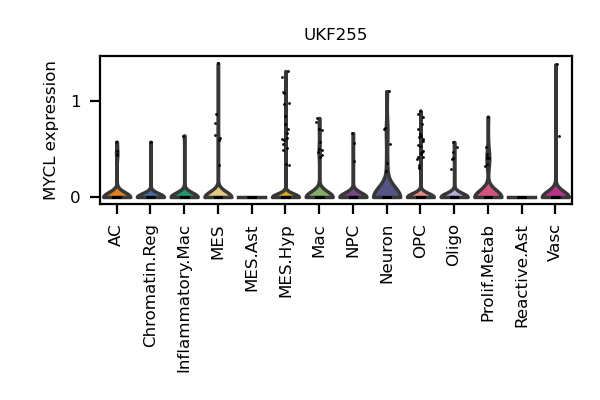 UKF255
MYCL expression
1
0
AC
Chromatin.Reg
Inflammatory.Mac
MES
MES.Ast
MES.Hyp
Mac
NPC
Neuron
OPC
Oligo
Prolif.Metab
Reactive.Ast
Vasc